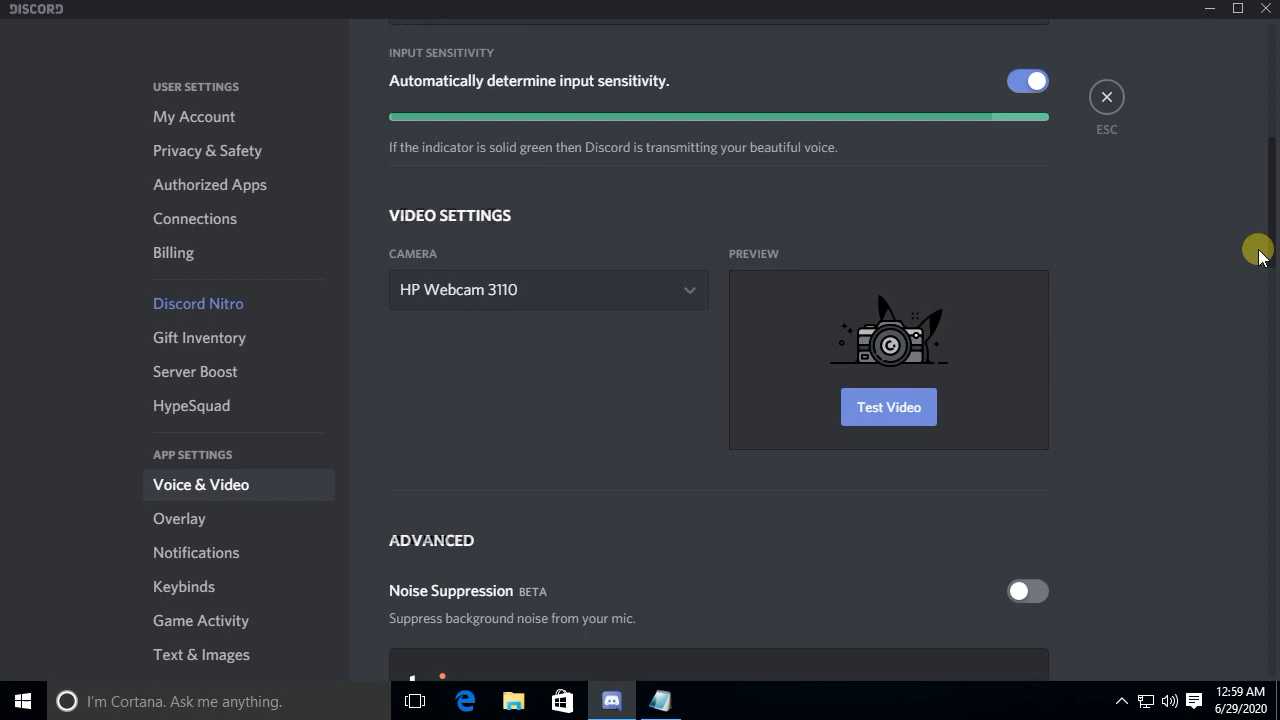 DISCORD
USER SETTINGS
My Account
Privacy & Safety
Authorized Apps
Connections
Billing
Discord Nitro
Gift Inventory
Server Boost
HypeSquad
APP SETTINGS
Voice & Video
Overlay
Notifications
Keybinds
Game Activity
Text & Images
INPUT SENSITIVITY
Automatically determine input sensitivity.
If the indicator is solid green then Discord is transmitting your beautiful voice.
VIDEO SETTINGS
CAMERA
HP Webcam 3110
PREVIEW
Test Video
ADVANCED
Noise Suppression BETA
Suppress background noise from your mic.
ESC
I'm Cortana. Ask me anything.
12:59 AM
6/29/2020